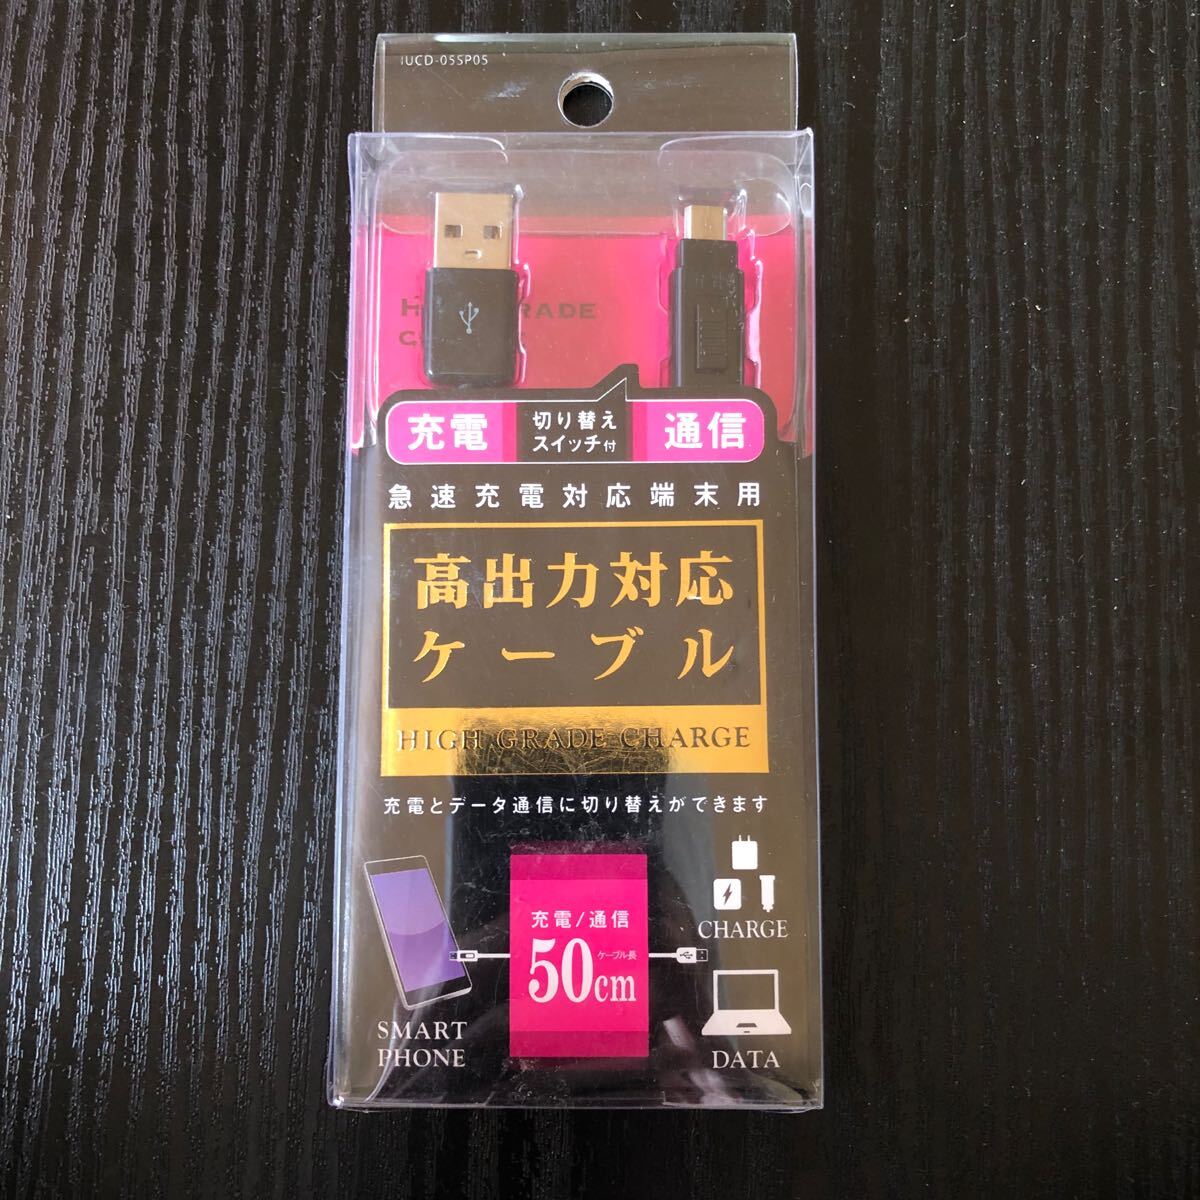 IUCD-05SP05
充電
切り替え
スイッチ付
通信
急速充電対応端末用
高出力対応
ケーブル
HIGH GRADE CHARGE
充電とデータ通信に切り替えができます
充電/通信
ケーブル長
50cm
CHARGE
SMART
PHONE
DATA